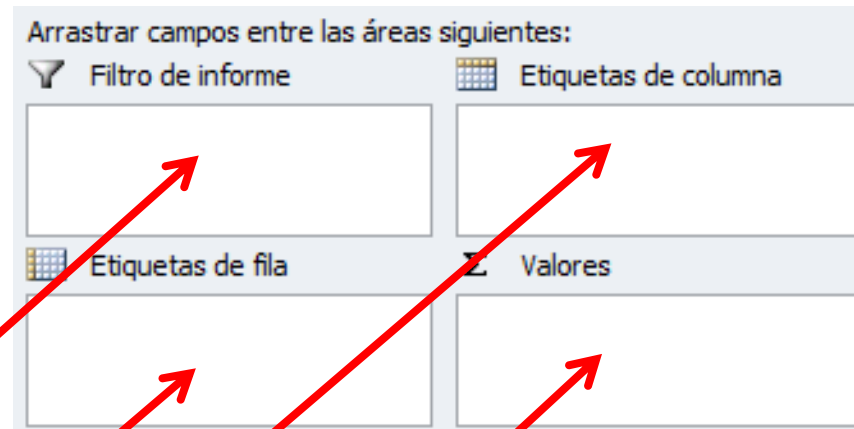 Arrastrar campos entre las áreas siguientes:
Filtro de informe
Etiquetas de columna
Etiquetas de fila
Σ Valores